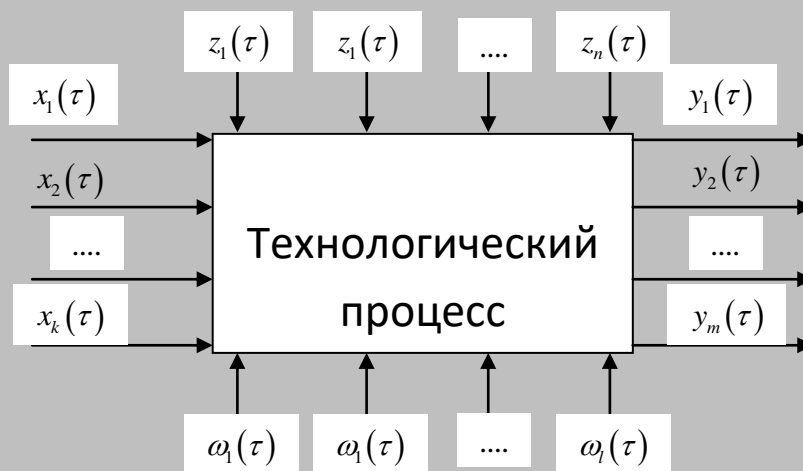 z₁(τ) z₁(τ) .... zₙ(τ)
x₁(τ) y₁(τ)
x₂(τ) y₂(τ)
.... ....
Технологический
процесс
xₖ(τ) yₘ(τ)
ω₁(τ) ω₁(τ) .... ωₗ(τ)